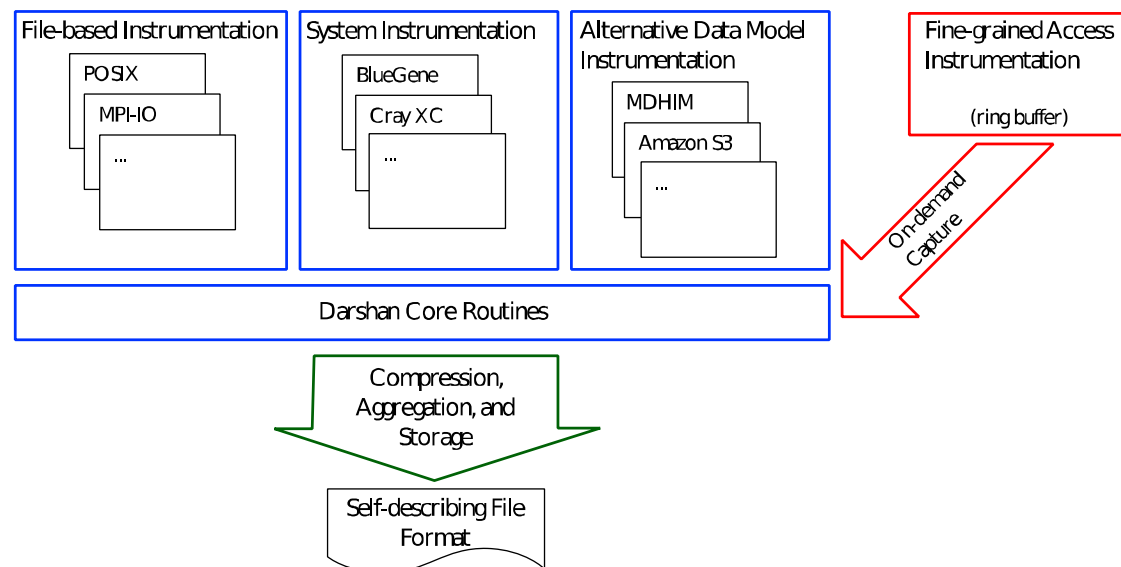 File-based Instrumentation
POSIX
MPI-IO
...
System Instrumentation
BlueGene
Cray XC
...
Alternative Data Model
Instrumentation
MDHIM
Amazon S3
...
Fine-grained Access
Instrumentation
(ring buffer)
On-demand
Capture
Darshan Core Routines
Compression,
Aggregation, and
Storage
Self-describing File
Format